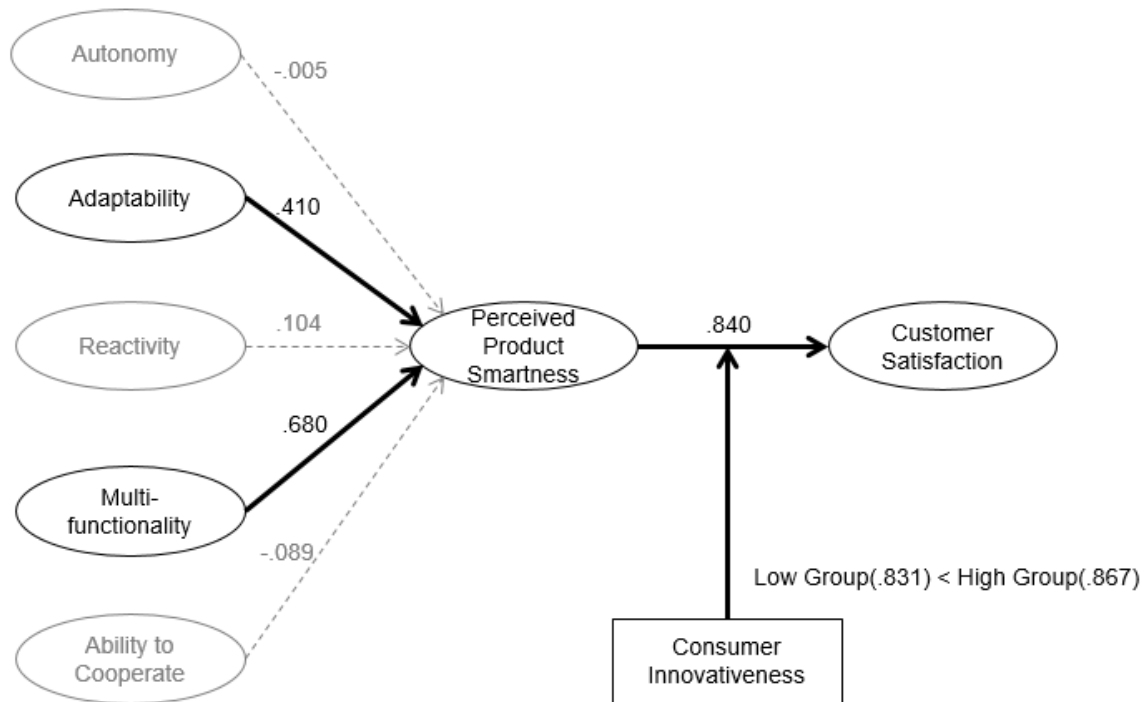 Autonomy
-.005
Adaptability
.410
Reactivity
.104
Perceived
Product
Smartness
.840
Customer
Satisfaction
.680
Multi-
functionality
-.089
Low Group(.831) < High Group(.867)
Ability to
Cooperate
Consumer
Innovativeness